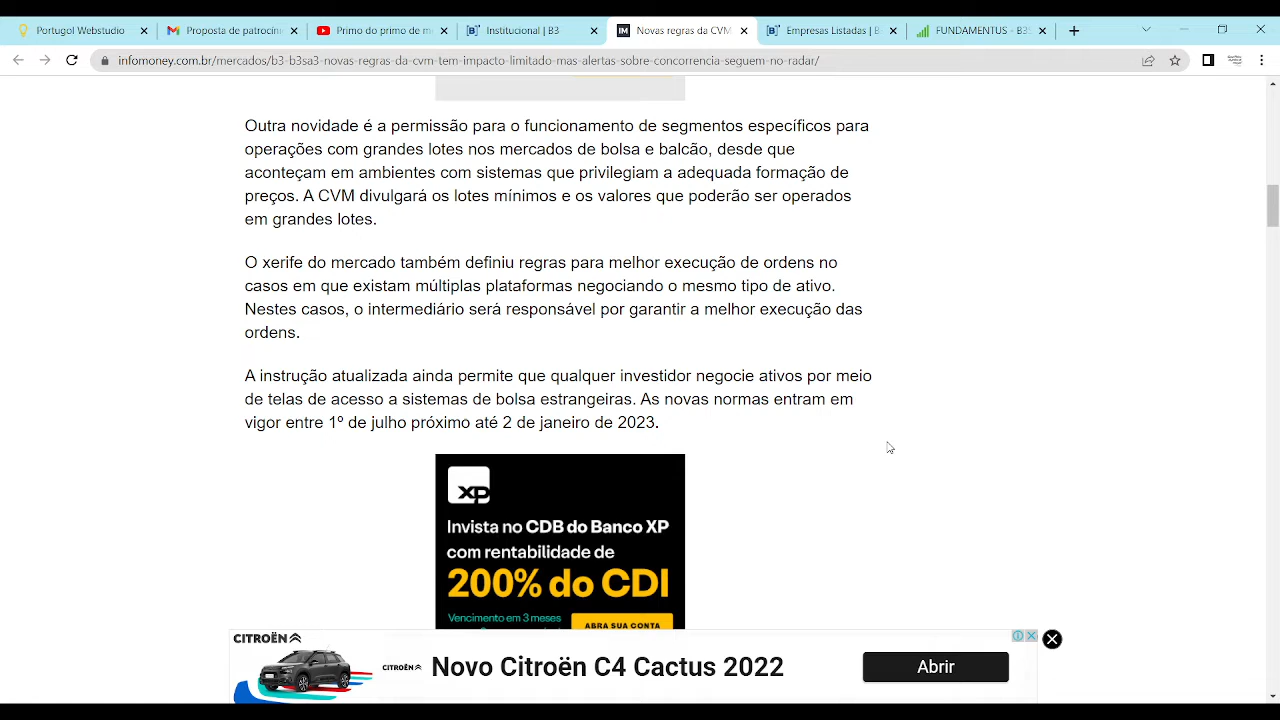 Portugol Webstudio
Proposta de patrocín
Primo do primo de m
Institucional | B3
Novas regras da CVM
Empresas Listadas | B
FUNDAMENTUS - B3S
infomoney.com.br/mercados/b3-b3sa3-novas-regras-da-cvm-tem-impacto-limitado-mas-alertas-sobre-concorrencia-seguem-no-radar/
Outra novidade é a permissão para o funcionamento de segmentos específicos para
operações com grandes lotes nos mercados de bolsa e balcão, desde que
aconteçam em ambientes com sistemas que privilegiam a adequada formação de
preços. A CVM divulgará os lotes mínimos e os valores que poderão ser operados
em grandes lotes.
O xerife do mercado também definiu regras para melhor execução de ordens no
casos em que existam múltiplas plataformas negociando o mesmo tipo de ativo.
Nestes casos, o intermediário será responsável por garantir a melhor execução das
ordens.
A instrução atualizada ainda permite que qualquer investidor negocie ativos por meio
de telas de acesso a sistemas de bolsa estrangeiras. As novas normas entram em
vigor entre 1º de julho próximo até 2 de janeiro de 2023.
xp
Invista no CDB do Banco XP
com rentabilidade de
200% do CDI
Vencimento em 3 meses
ABRA SUA CONTA
CITROËN
CITROËN
Novo Citroën C4 Cactus 2022
Abrir